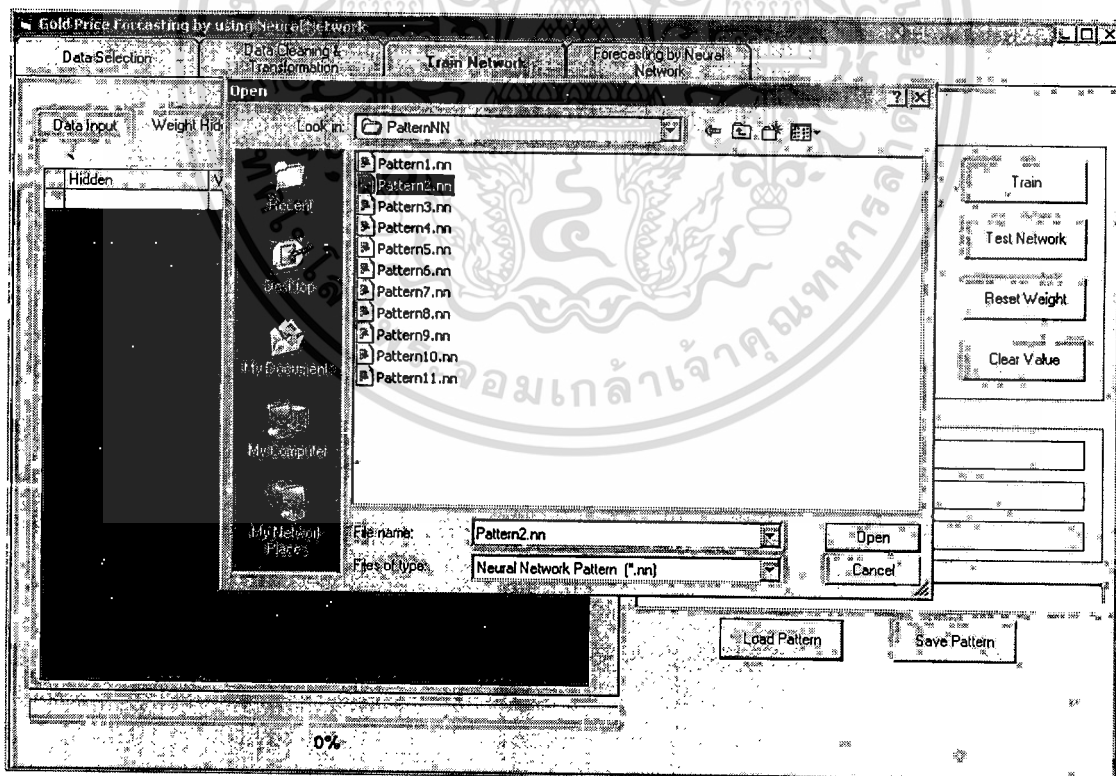 Gold Price Forcasting by using Neural Network
Data Selection
Data Cleaning & Transformation
Train Network
Forecasting by Neural Network
Open
Data Input
Weight Hid
Look in:
PatternNN
Hidden
V
Recent
Desktop
My Documents
My Computer
My Network Places
Pattern1.nn
Pattern2.nn
Pattern3.nn
Pattern4.nn
Pattern5.nn
Pattern6.nn
Pattern7.nn
Pattern8.nn
Pattern9.nn
Pattern10.nn
Pattern11.nn
Train
Test Network
Reset Weight
Clear Value
File name:
Pattern2.nn
Open
Files of type:
Neural Network Pattern (*.nn)
Cancel
Load Pattern
Save Pattern
0%